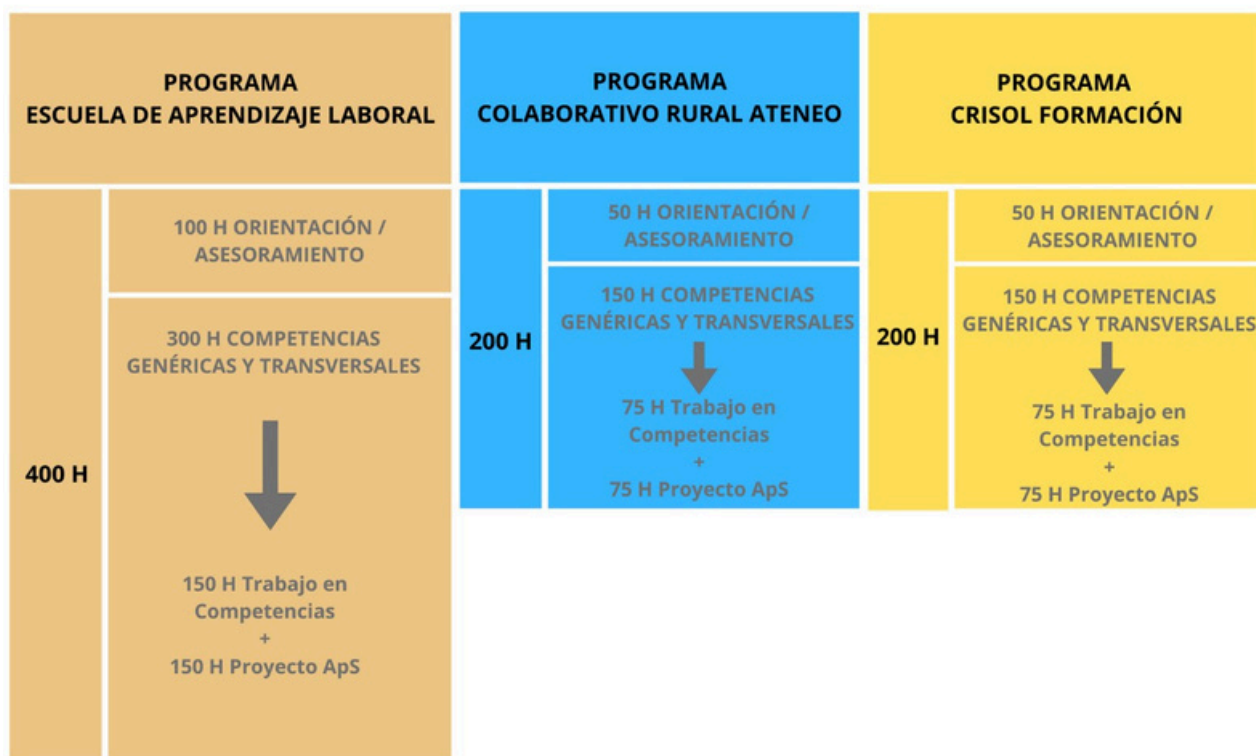 PROGRAMA
ESCUELA DE APRENDIZAJE LABORAL
400 H
100 H ORIENTACIÓN /
ASESORAMIENTO
300 H COMPETENCIAS
GENÉRICAS Y TRANSVERSALES
150 H Trabajo en
Competencias
+
150 H Proyecto ApS
PROGRAMA
COLABORATIVO RURAL ATENEO
200 H
50 H ORIENTACIÓN /
ASESORAMIENTO
150 H COMPETENCIAS
GENÉRICAS Y TRANSVERSALES
75 H Trabajo en
Competencias
+
75 H Proyecto ApS
PROGRAMA
CRISOL FORMACIÓN
200 H
50 H ORIENTACIÓN /
ASESORAMIENTO
150 H COMPETENCIAS
GENÉRICAS Y TRANSVERSALES
75 H Trabajo en
Competencias
+
75 H Proyecto ApS